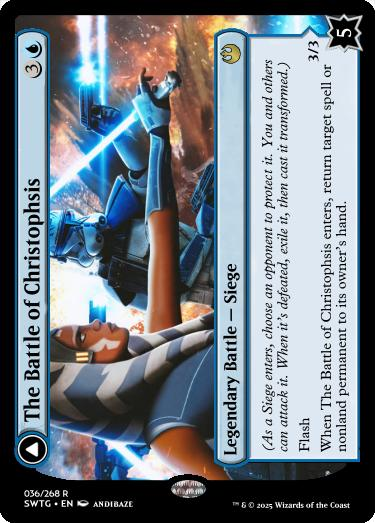 The Battle of Christophsis
3
Legendary Battle – Siege
(As a Siege enters, choose an opponent to protect it. You and others
can attack it. When it's defeated, exile it, then cast it transformed.)
Flash
When The Battle of Christophsis enters, return target spell or
nonland permanent to its owner's hand.
3/3
5
036/268 R
SWTG • EN ANDIBAZE
™ & © 2025 Wizards of the Coast